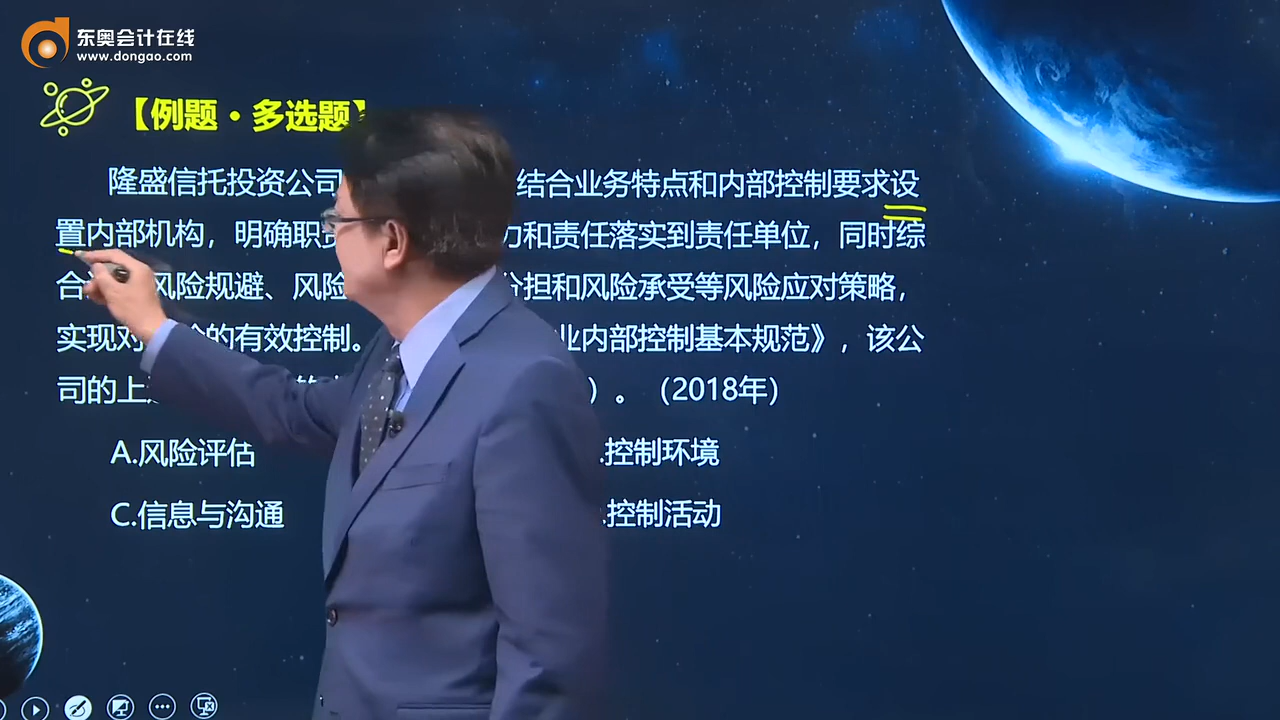 东奥会计在线
www.dongao.com
【例题·多选题】
隆盛信托投资公司 结合业务特点和内部控制要求设
置内部机构，明确职责 和责任落实到责任单位，同时综
合 风险规避、风险 分担和风险承受等风险应对策略，
实现对 的有效控制。 业内部控制基本规范》，该公
司的上 ）。（2018年）
A.风险评估 .控制环境
C.信息与沟通 .控制活动